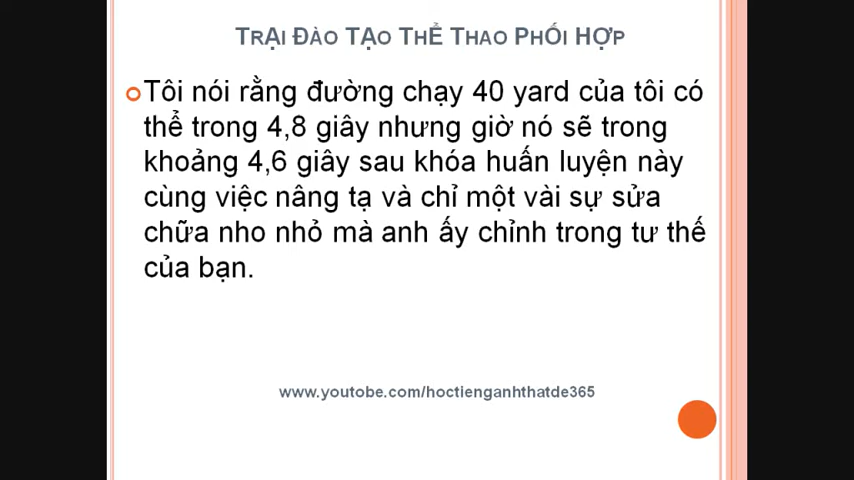 TRẠI ĐÀO TẠO THỂ THAO PHỐI HỢP
Tôi nói rằng đường chạy 40 yard của tôi có
thể trong 4,8 giây nhưng giờ nó sẽ trong
khoảng 4,6 giây sau khóa huấn luyện này
cùng việc nâng tạ và chỉ một vài sự sửa
chữa nho nhỏ mà anh ấy chỉnh trong tư thế
của bạn.
www.youtobe.com/hoctienganhthatde365